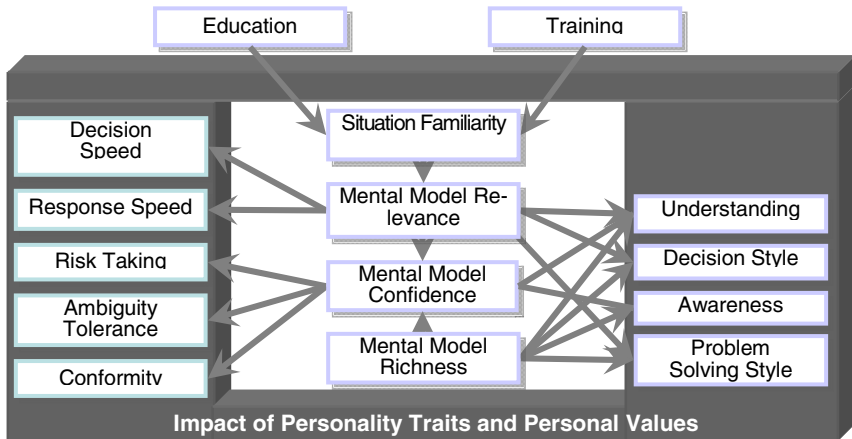 Education
Training
Situation Familiarity
Decision
Speed
Mental Model Re-
levance
Response Speed
Understanding
Risk Taking
Mental Model
Confidence
Decision Style
Ambiguity
Tolerance
Awareness
Mental Model
Richness
Problem
Solving Style
Conformity
Impact of Personality Traits and Personal Values